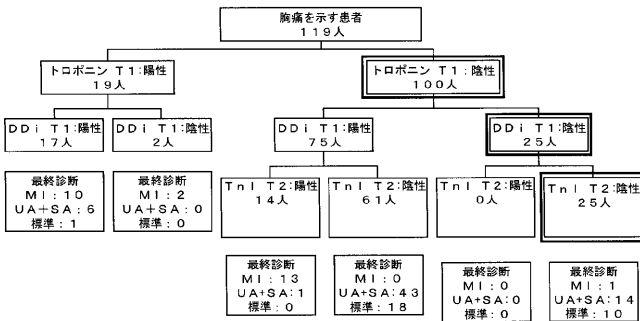 胸痛を示す患者
119人
トロポニン T1:陽性
19人
トロポニン T1:陰性
100人
DDi T1:陽性
17人
DDi T1:陰性
2人
DDi T1:陽性
75人
DDi T1:陰性
25人
最終診断
MI:10
UA+SA:6
標準:1
最終診断
MI:2
UA+SA:0
標準:0
TnI T2:陽性
14人
TnI T2:陰性
61人
TnI T2:陽性
0人
TnI T2:陰性
25人
最終診断
MI:13
UA+SA:1
標準:0
最終診断
MI:0
UA+SA:43
標準:18
最終診断
MI:0
UA+SA:0
標準:0
最終診断
MI:1
UA+SA:14
標準:10